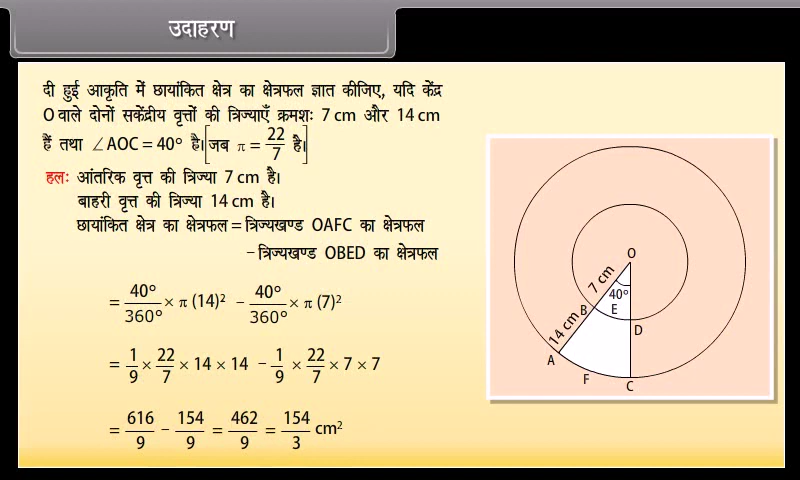 उदाहरण
दी हुई आकृति में छायांकित क्षेत्र का क्षेत्रफल ज्ञात कीजिए, यदि केंद्र
O वाले दोनों सकेंद्रीय वृत्तों की त्रिज्याएँ क्रमशः 7 cm और 14 cm
हैं तथा ∠AOC = 40° है। [जब π = 22/7 है।]
हलः आंतरिक वृत्त की त्रिज्या 7 cm है।
बाहरी वृत्त की त्रिज्या 14 cm है।
छायांकित क्षेत्र का क्षेत्रफल = त्रिज्यखण्ड OAFC का क्षेत्रफल
– त्रिज्यखण्ड OBED का क्षेत्रफल
= 40°/360° × π (14)² – 40°/360° × π (7)²
= 1/9 × 22/7 × 14 × 14 – 1/9 × 22/7 × 7 × 7
= 616/9 – 154/9 = 462/9 = 154/3 cm²
O
7 cm
40°
B
E
D
14 cm
A
F
C